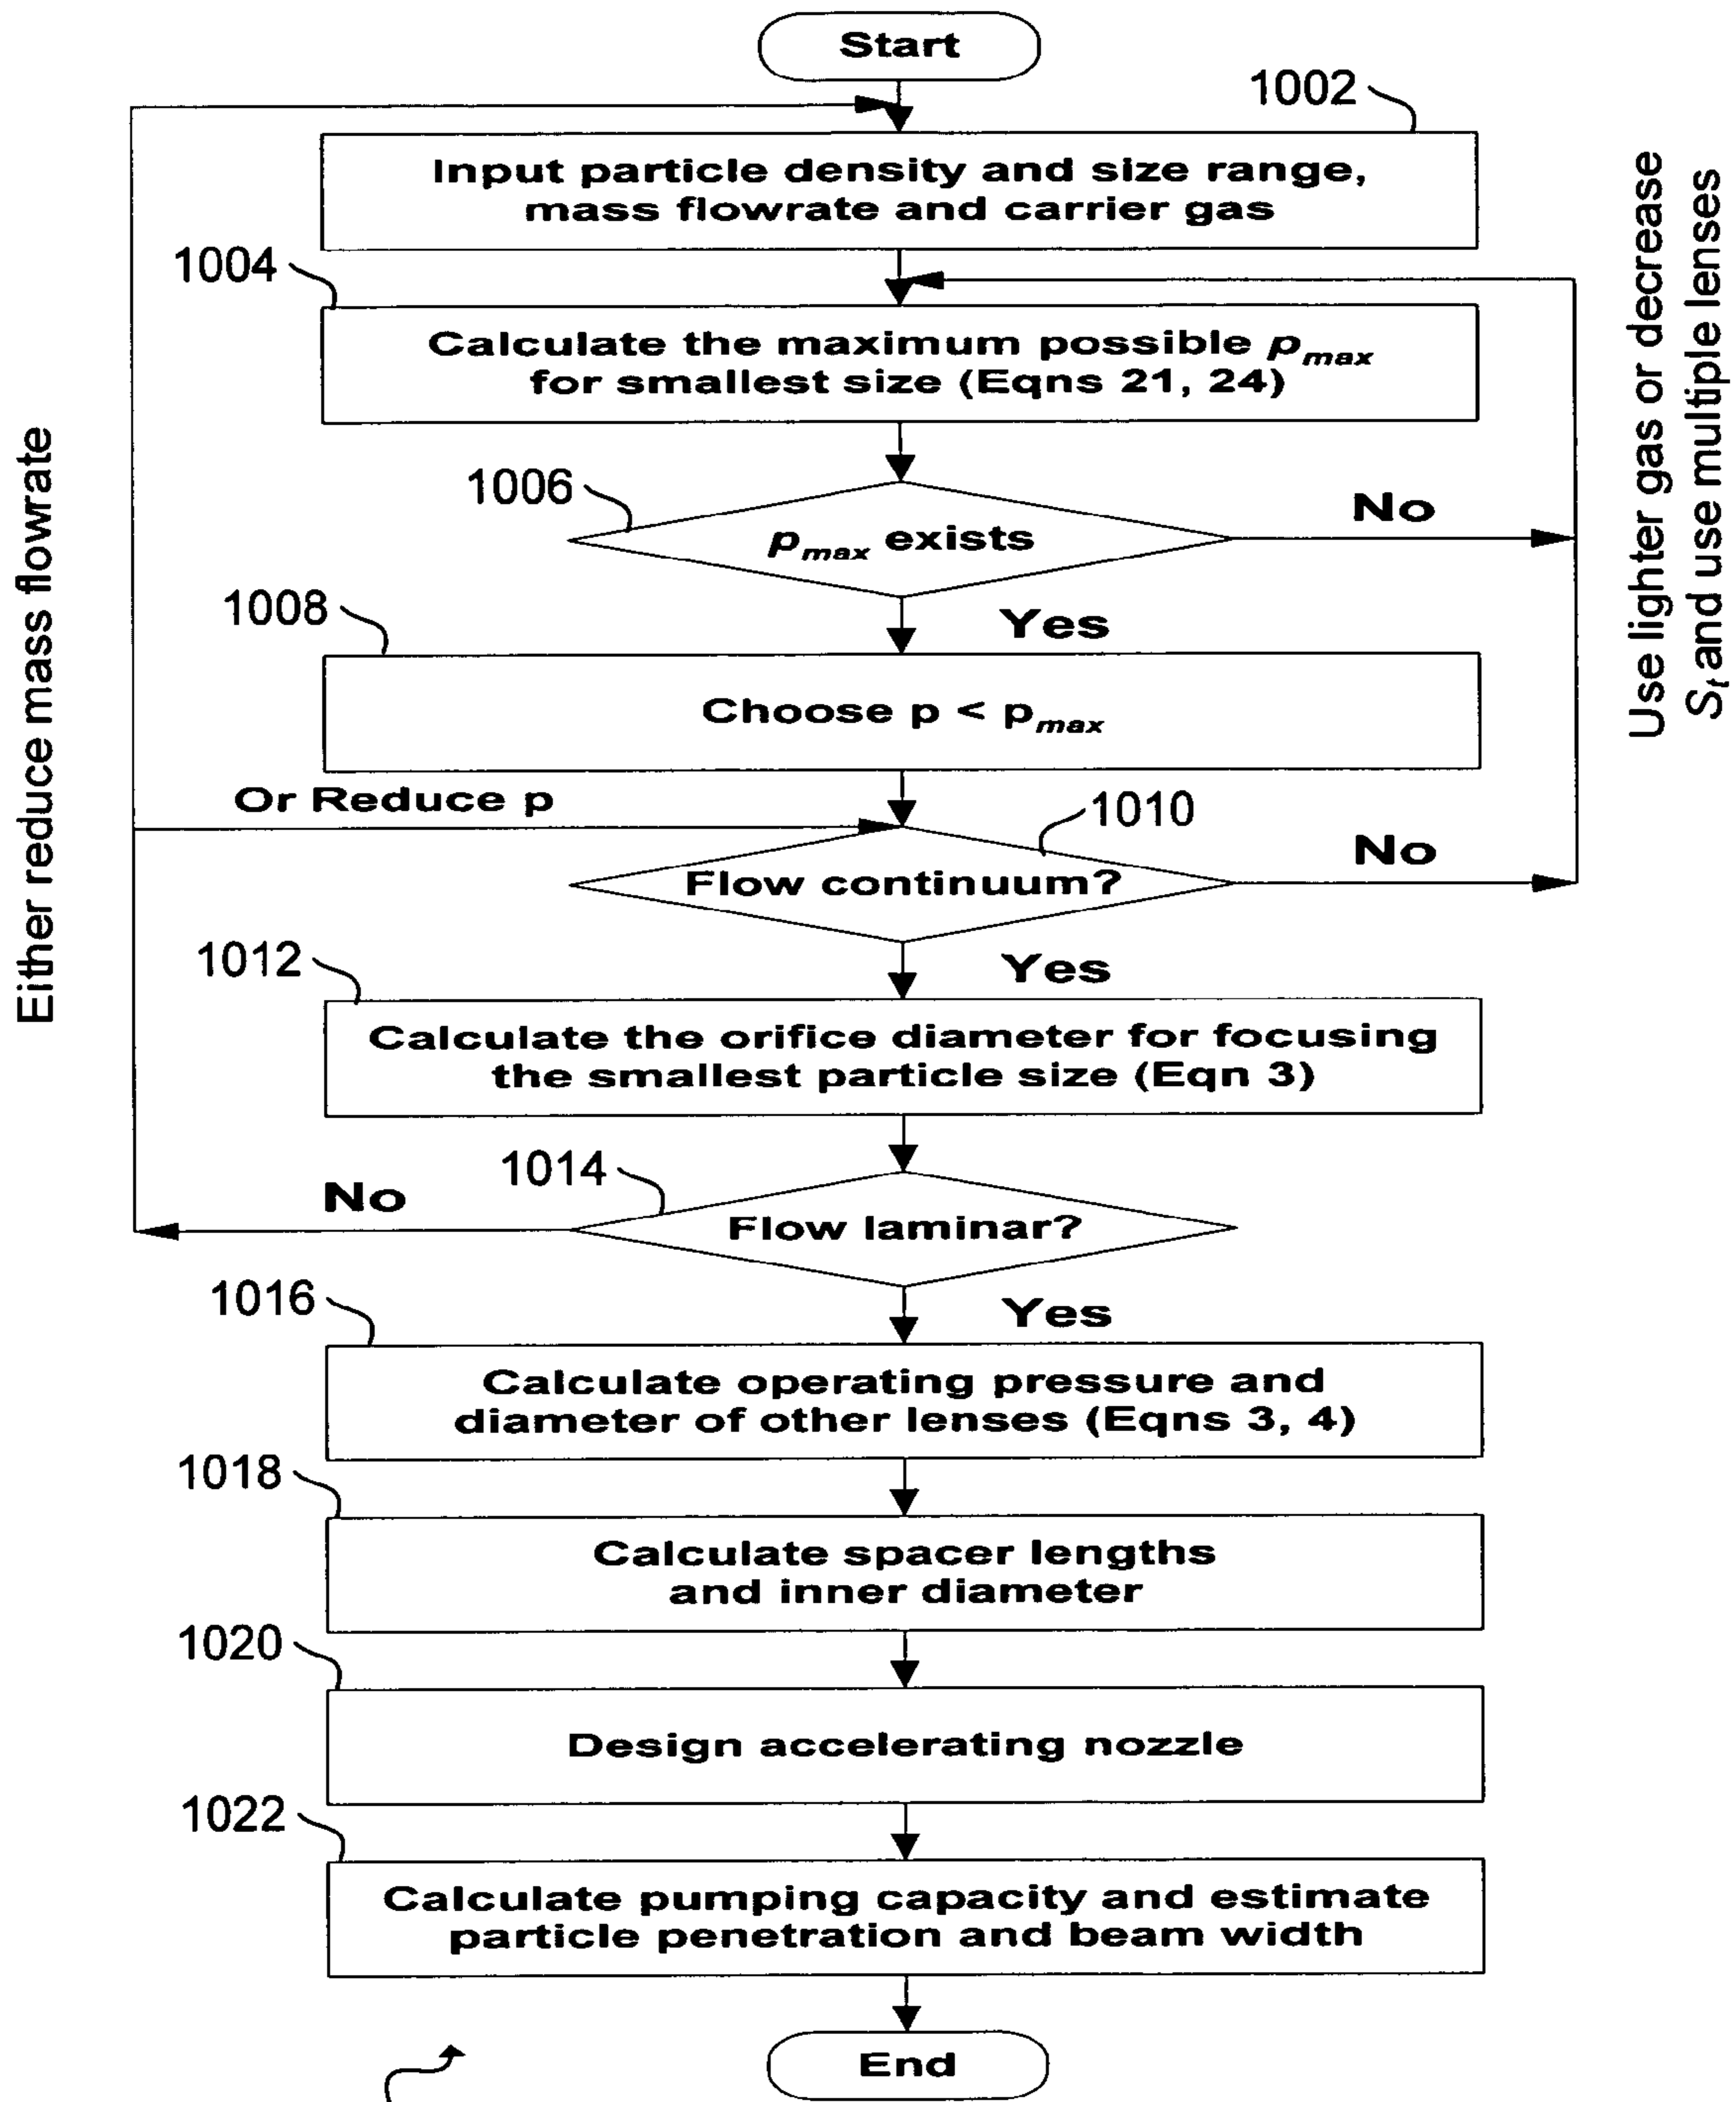 Start
1002
Input particle density and size range,
mass flowrate and carrier gas
1004
Calculate the maximum possible pmax
for smallest size (Eqns 21, 24)
1006
pmax exists
No
Yes
1008
Choose p < pmax
Or Reduce p
1010
Flow continuum?
No
Yes
1012
Calculate the orifice diameter for focusing
the smallest particle size (Eqn 3)
1014
Flow laminar?
No
Yes
1016
Calculate operating pressure and
diameter of other lenses (Eqns 3, 4)
1018
Calculate spacer lengths
and inner diameter
1020
Design accelerating nozzle
1022
Calculate pumping capacity and estimate
particle penetration and beam width
End
Either reduce mass flowrate
Use lighter gas or decrease
St and use multiple lenses